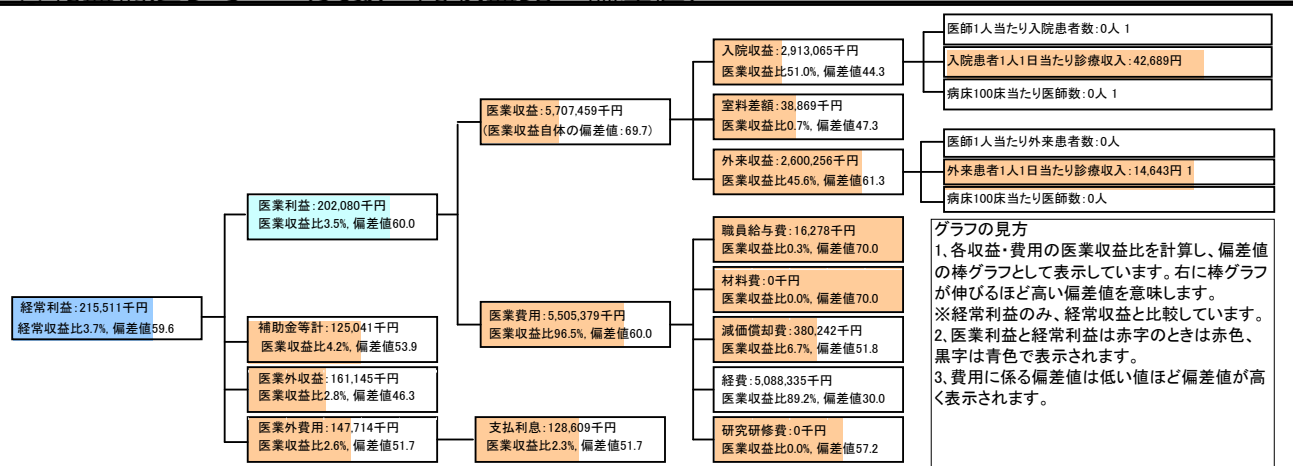 経常利益:215,511千円
経常収益比3.7%, 偏差値59.6
医業利益:202,080千円
医業収益比3.5%, 偏差値60.0
補助金等計:125,041千円
医業収益比4.2%, 偏差値53.9
医業外収益:161,145千円
医業収益比2.8%, 偏差値46.3
医業外費用:147,714千円
医業収益比2.6%, 偏差値51.7
医業収益:5,707,459千円
(医業収益自体の偏差値:69.7)
医業費用:5,505,379千円
医業収益比96.5%, 偏差値60.0
支払利息:128,609千円
医業収益比2.3%, 偏差値51.7
入院収益:2,913,065千円
医業収益比51.0%, 偏差値44.3
室料差額:38,869千円
医業収益比0.7%, 偏差値47.3
外来収益:2,600,256千円
医業収益比45.6%, 偏差値61.3
職員給与費:16,278千円
医業収益比0.3%, 偏差値70.0
材料費:0千円
医業収益比0.0%, 偏差値70.0
減価償却費:380,242千円
医業収益比6.7%, 偏差値51.8
経費:5,088,335千円
医業収益比89.2%, 偏差値30.0
研究研修費:0千円
医業収益比0.0%, 偏差値57.2
医師1人当たり入院患者数:0人 1
入院患者1人1日当たり診療収入:42,689円
病床100床当たり医師数:0人 1
医師1人当たり外来患者数:0人
外来患者1人1日当たり診療収入:14,643円 1
病床100床当たり医師数:0人
グラフの見方
1、各収益・費用の医業収益比を計算し、偏差値
の棒グラフとして表示しています。右に棒グラフ
が伸びるほど高い偏差値を意味します。
※経常利益のみ、経常収益と比較しています。
2、医業利益と経常利益は赤字のときは赤色、
黒字は青色で表示されます。
3、費用に係る偏差値は低い値ほど偏差値が高
く表示されます。